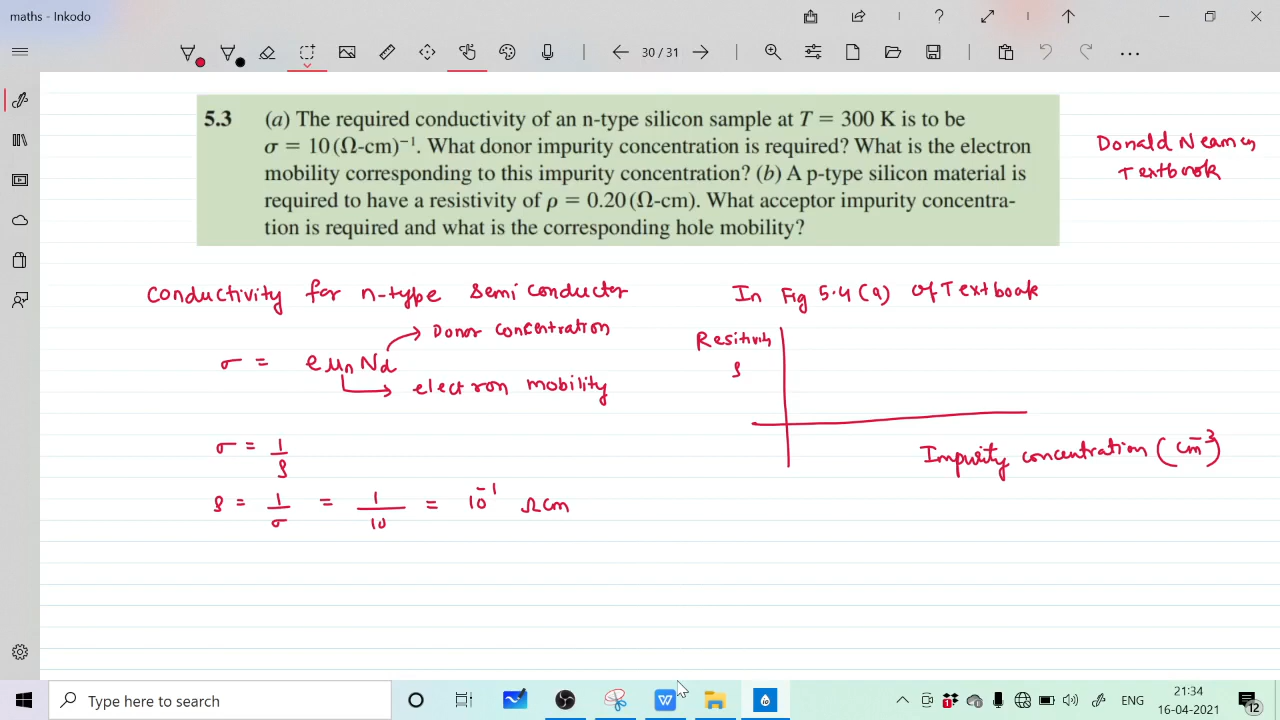 maths - Inkodo
30 / 31
5.3 (a) The required conductivity of an n-type silicon sample at T = 300 K is to be
σ = 10 (Ω-cm)⁻¹. What donor impurity concentration is required? What is the electron
mobility corresponding to this impurity concentration? (b) A p-type silicon material is
required to have a resistivity of ρ = 0.20 (Ω-cm). What acceptor impurity concentra-
tion is required and what is the corresponding hole mobility?
Donald Neamen
Textbook
Conductivity for n-type Semi conductor
σ = e μn Nd
Donor concentration
electron mobility
σ = 1/ρ
ρ = 1/σ = 1/10 = 10⁻¹ Ωcm
In Fig 5.4 (a) of Textbook
Resitivity
ρ
Impurity concentration (cm⁻³)
Type here to search
ENG
21:34
16-04-2021
12